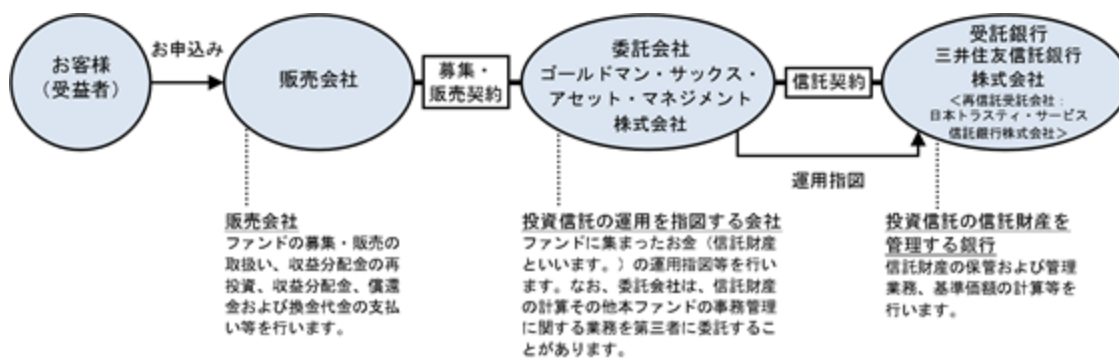 お客様
（受益者）
お申込み
販売会社
募集・
販売契約
委託会社
ゴールドマン・サックス・
アセット・マネジメント
株式会社
信託契約
受託銀行
三井住友信託銀行
株式会社
＜再信託受託会社：
日本トラスティ・サービス
信託銀行株式会社＞
運用指図
販売会社
ファンドの募集・販売の
取扱い、収益分配金の再
投資、収益分配金、償還
金および換金代金の支払
い等を行います。
投資信託の運用を指図する会社
ファンドに集まったお金（信託財産
といいます。）の運用指図等を行い
ます。なお、委託会社は、信託財産
の計算その他本ファンドの事務管理
に関する業務を第三者に委託するこ
とがあります。
投資信託の信託財産を
管理する銀行
信託財産の保管および管理
業務、基準価額の計算等を
行います。